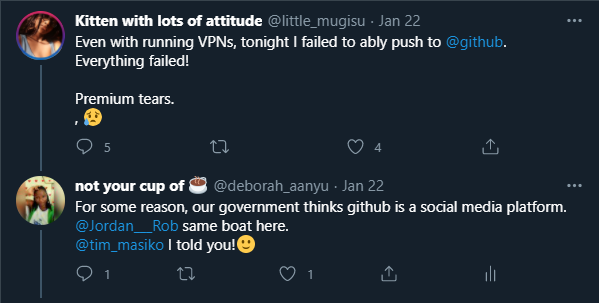 Kitten with lots of attitude @little_mugisu · Jan 22
Even with running VPNs, tonight I failed to ably push to @github.
Everything failed!
Premium tears.
, 😥
5 4
not your cup of ☕ @deborah_aanyu · Jan 22
For some reason, our government thinks github is a social media platform.
@Jordan___Rob same boat here.
@tim_masiko I told you!🙂
1 1